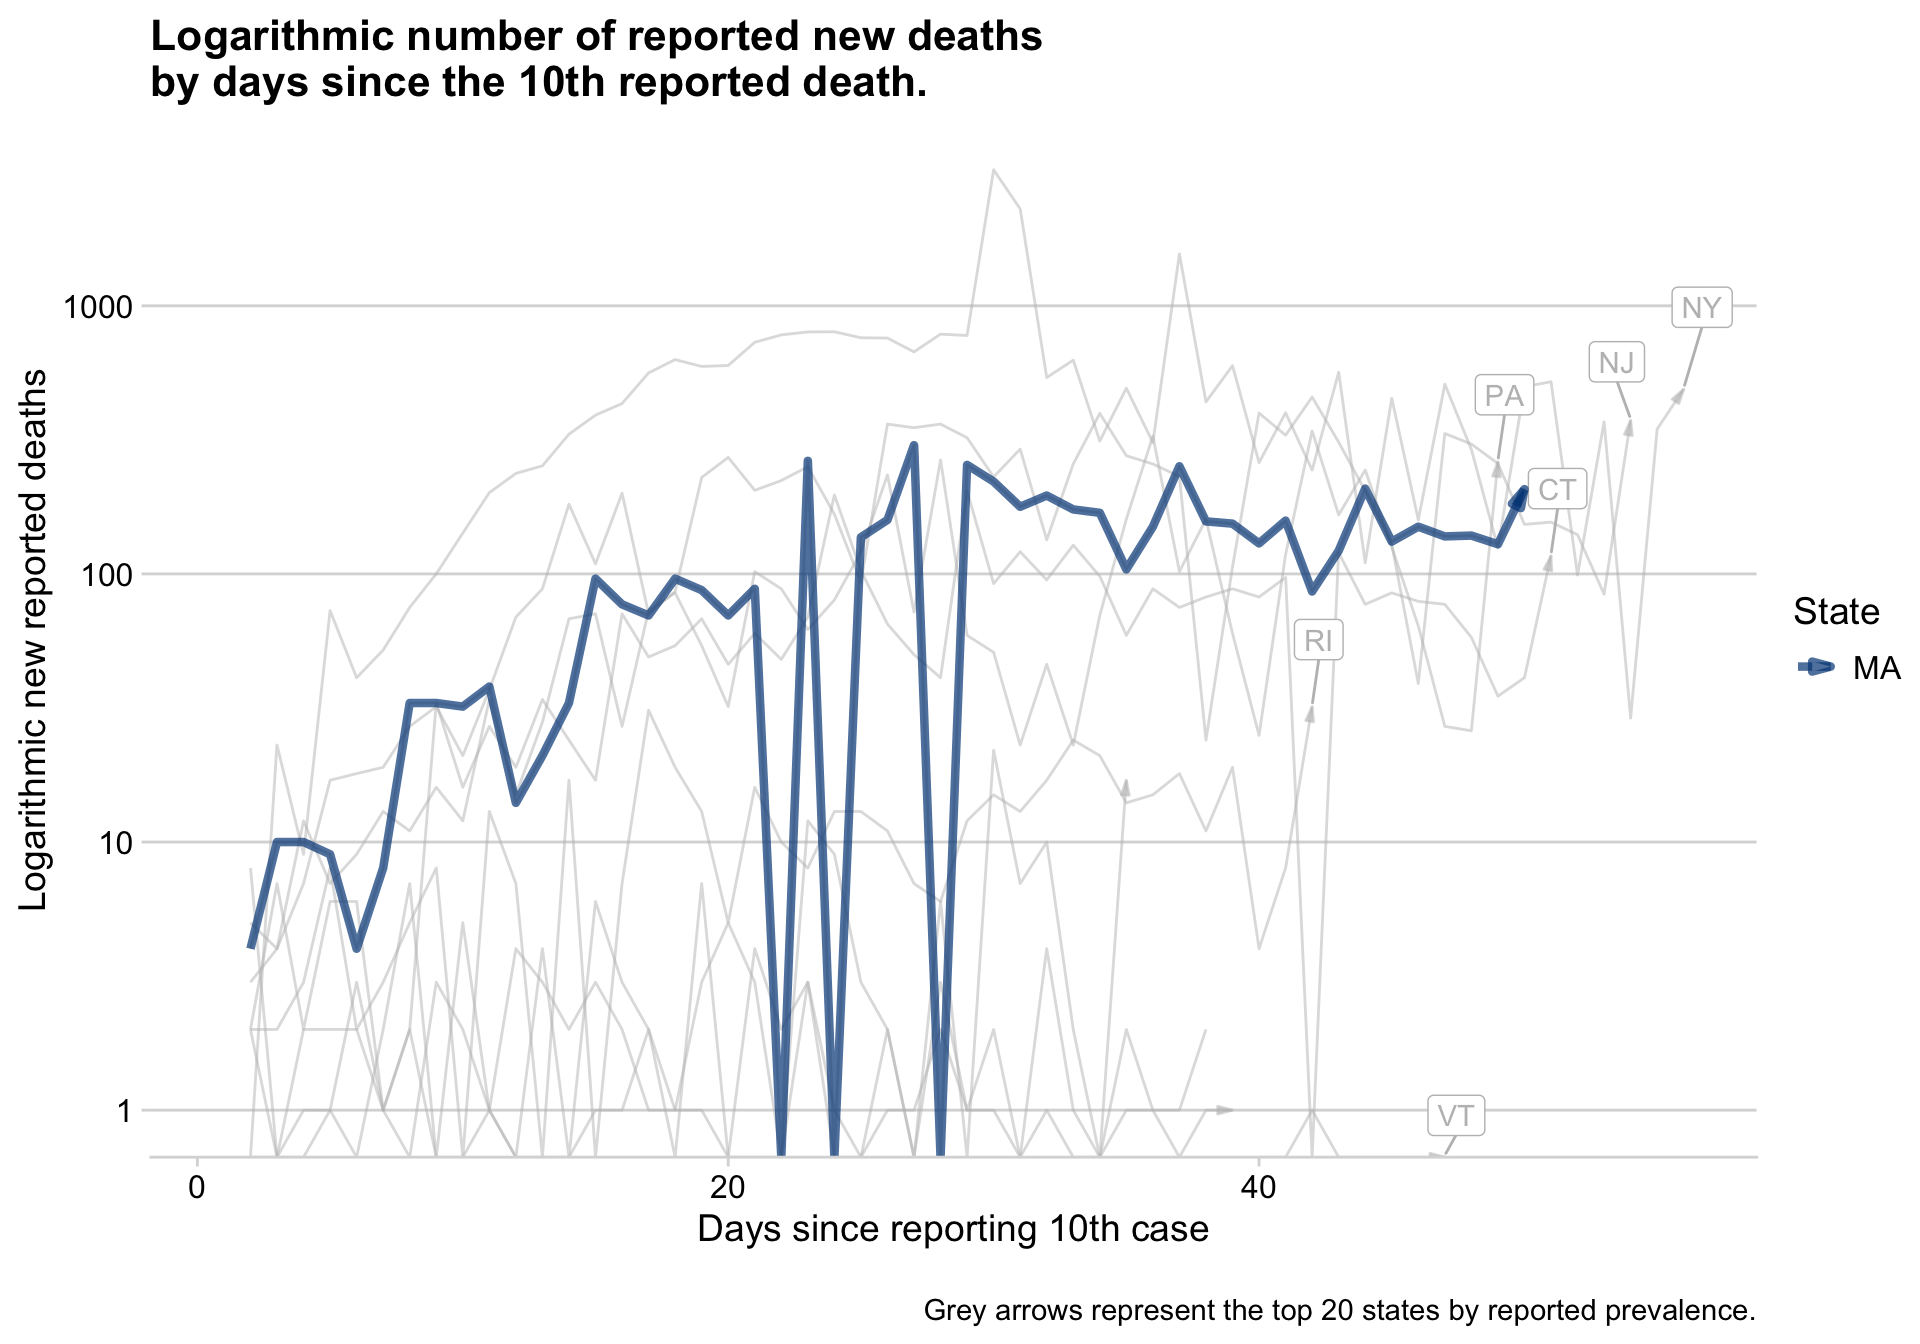 Logarithmic number of reported new deaths
by days since the 10th reported death.
Logarithmic new reported deaths
1000
100
10
1
NY
NJ
PA
CT
RI
VT
State
MA
0
20
40
Days since reporting 10th case
Grey arrows represent the top 20 states by reported prevalence.